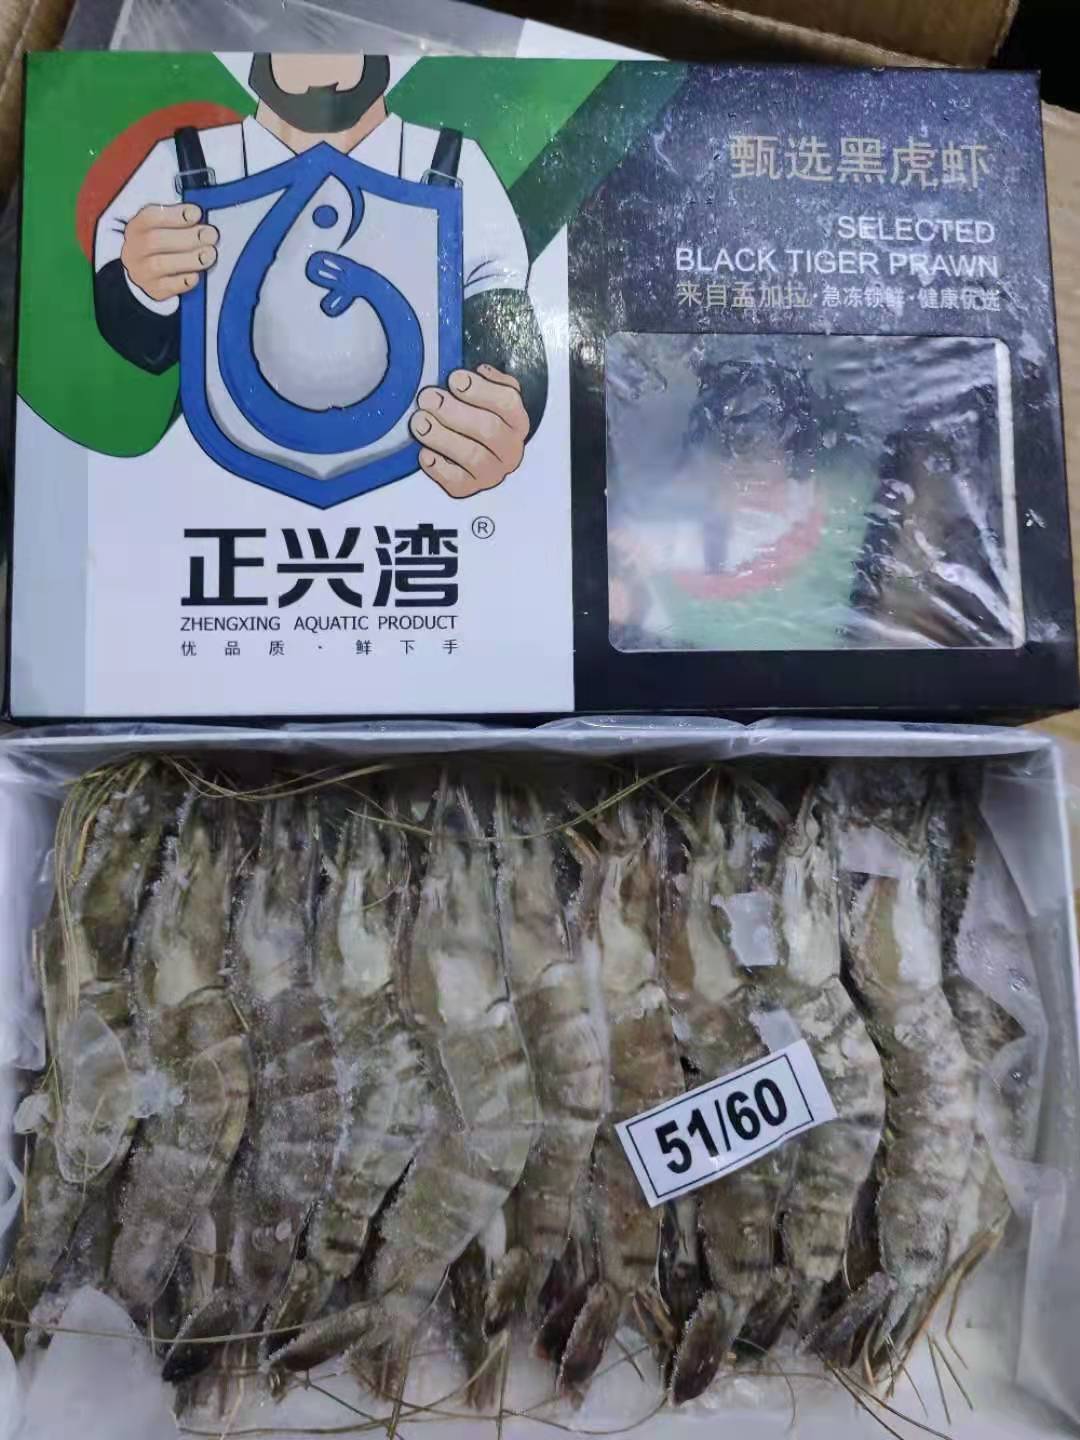 甄选黑虎虾
SELECTED
BLACK TIGER PRAWN
来自孟加拉·急冻锁鲜·健康优选
正兴湾®
ZHENGXING AQUATIC PRODUCT
优品质·鲜下手
51/60